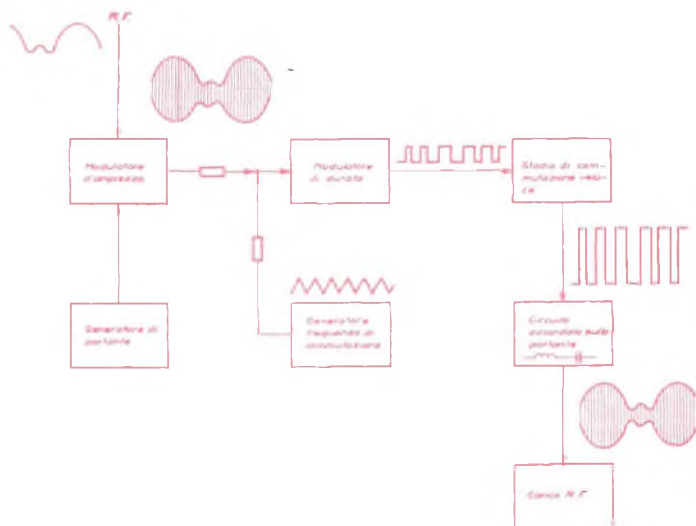 R.F.
Modulatore
d'ampiezza
Modulatore
di durata
Stadio di com-
mutazione velo-
ce
Generatore di
portante
Generatore
frequenza di
commutazione
Circuito
accordato sulla
portante
Carico R.F.